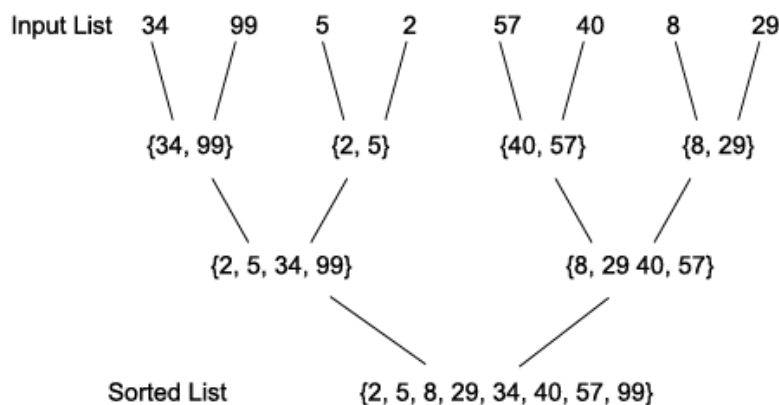 Input List 34 99 5 2 57 40 8 29
{34, 99} {2, 5} {40, 57} {8, 29}
{2, 5, 34, 99} {8, 29 40, 57}
Sorted List {2, 5, 8, 29, 34, 40, 57, 99}